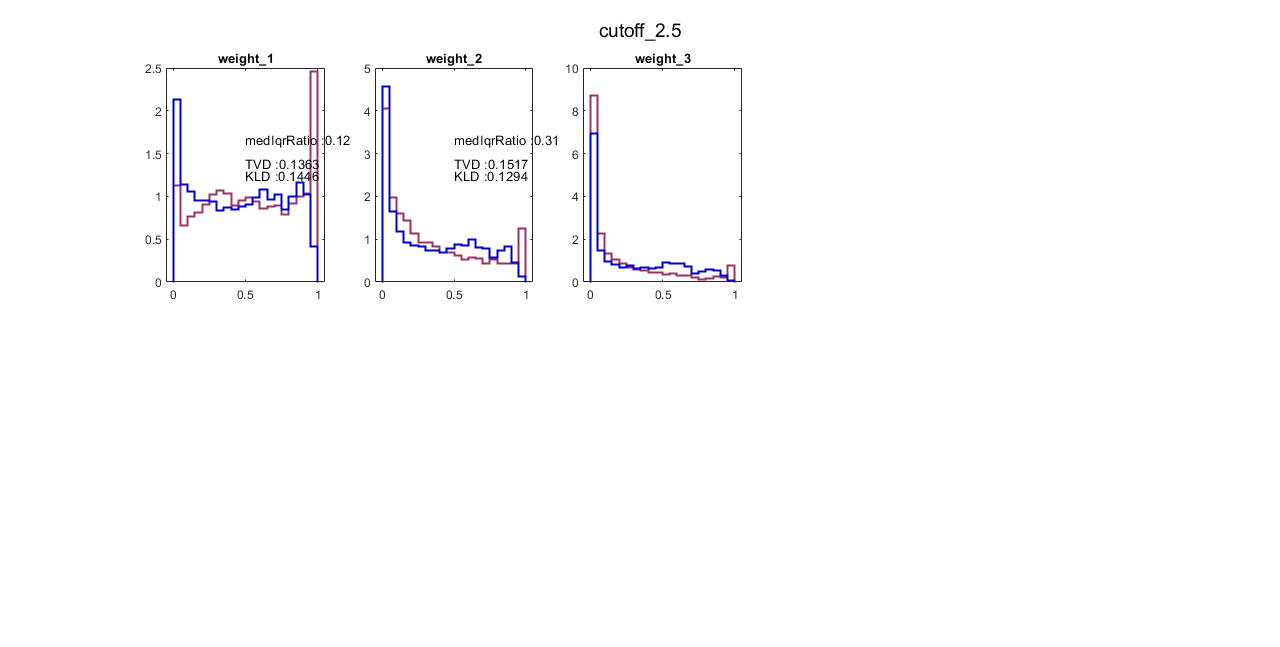 cutoff_2.5
weight_1
2.5
2
1.5
1
0.5
0
0
0.5
1
medIqrRatio :0.12
TVD :0.1363
KLD :0.1446
weight_2
5
4
3
2
1
0
0
0.5
1
medIqrRatio :0.31
TVD :0.1517
KLD :0.1294
weight_3
10
8
6
4
2
0
0
0.5
1